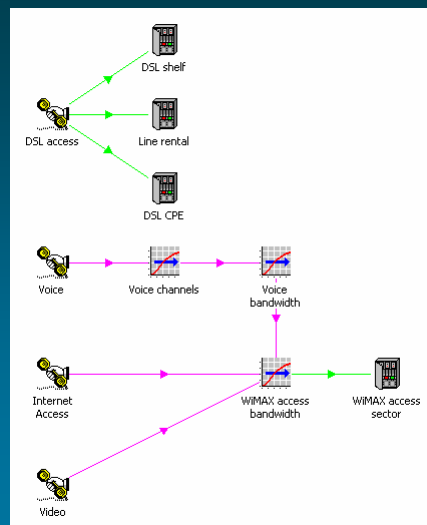 DSL shelf
DSL access
Line rental
DSL CPE
Voice
Voice channels
Voice
bandwidth
Internet
Access
WiMAX access
bandwidth
WiMAX access
sector
Video